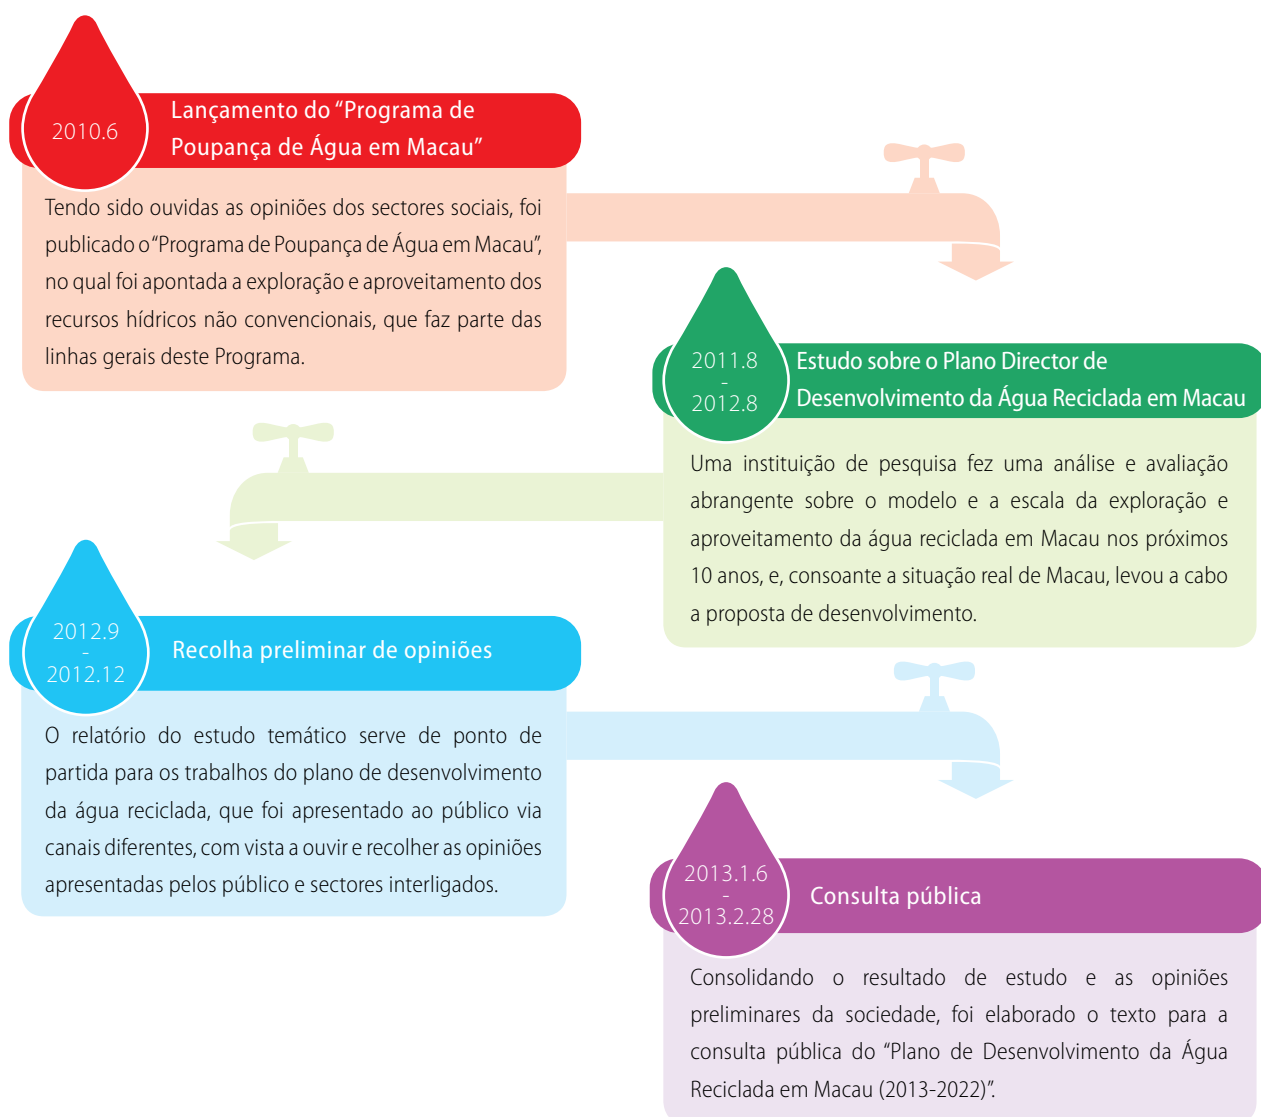 2010.6
Lançamento do “Programa de
Poupança de Água em Macau”
Tendo sido ouvidas as opiniões dos sectores sociais, foi
publicado o “Programa de Poupança de Água em Macau”,
no qual foi apontada a exploração e aproveitamento dos
recursos hídricos não convencionais, que faz parte das
linhas gerais deste Programa.
2011.8
-
2012.8
Estudo sobre o Plano Director de
Desenvolvimento da Água Reciclada em Macau
Uma instituição de pesquisa fez uma análise e avaliação
abrangente sobre o modelo e a escala da exploração e
aproveitamento da água reciclada em Macau nos próximos
10 anos, e, consoante a situação real de Macau, levou a cabo
a proposta de desenvolvimento.
2012.9
-
2012.12
Recolha preliminar de opiniões
O relatório do estudo temático serve de ponto de
partida para os trabalhos do plano de desenvolvimento
da água reciclada, que foi apresentado ao público via
canais diferentes, com vista a ouvir e recolher as opiniões
apresentadas pelos público e sectores interligados.
2013.1.6
-
2013.2.28
Consulta pública
Consolidando o resultado de estudo e as opiniões
preliminares da sociedade, foi elaborado o texto para a
consulta pública do “Plano de Desenvolvimento da Água
Reciclada em Macau (2013-2022)”.